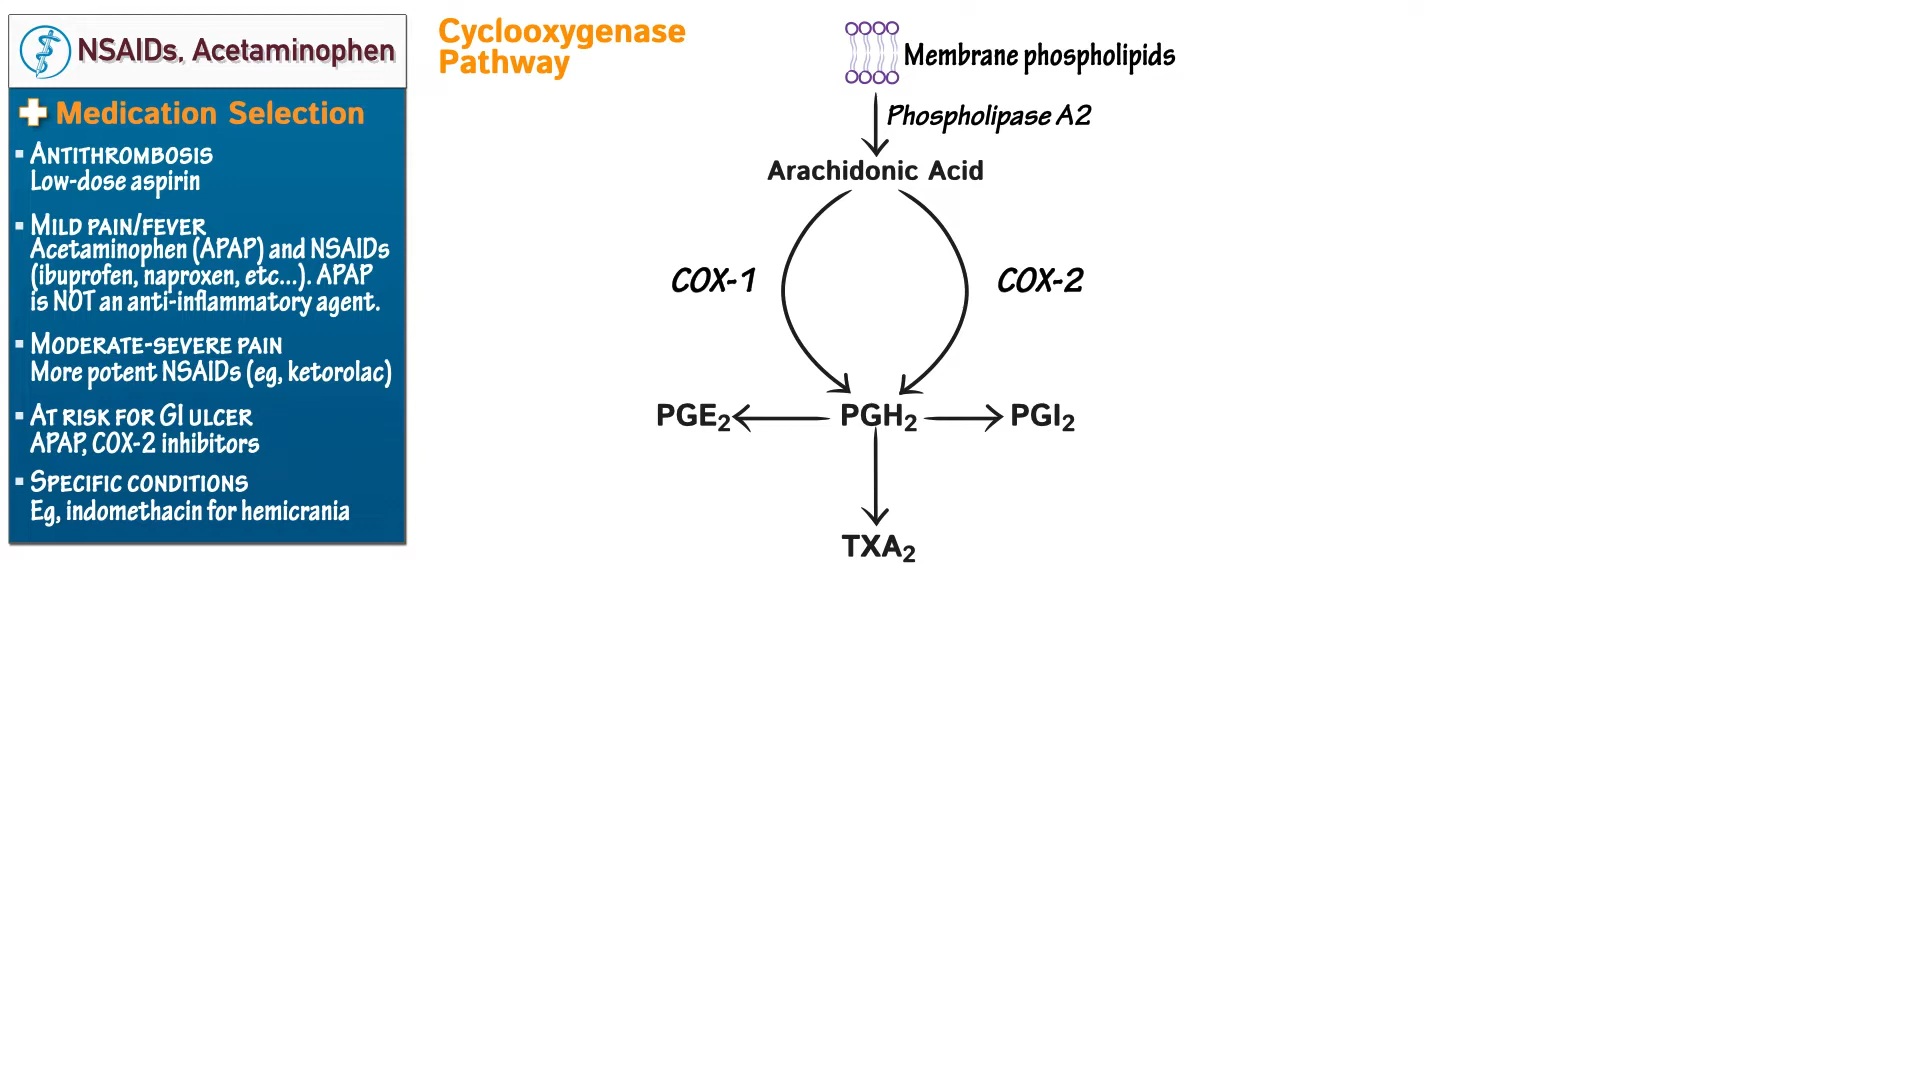 NSAIDs, Acetaminophen
Medication Selection
▪ ANTITHROMBOSIS
Low-dose aspirin
▪ MILD PAIN/FEVER
Acetaminophen (APAP) and NSAIDs
(ibuprofen, naproxen, etc...). APAP
is NOT an anti-inflammatory agent.
▪ MODERATE-SEVERE PAIN
More potent NSAIDs (eg, ketorolac)
▪ AT RISK FOR GI ULCER
APAP, COX-2 inhibitors
▪ SPECIFIC CONDITIONS
Eg, indomethacin for hemicrania
Cyclooxygenase
Pathway
Membrane phospholipids
Phospholipase A2
Arachidonic Acid
COX-1
COX-2
PGE₂
PGH₂
PGI₂
TXA₂